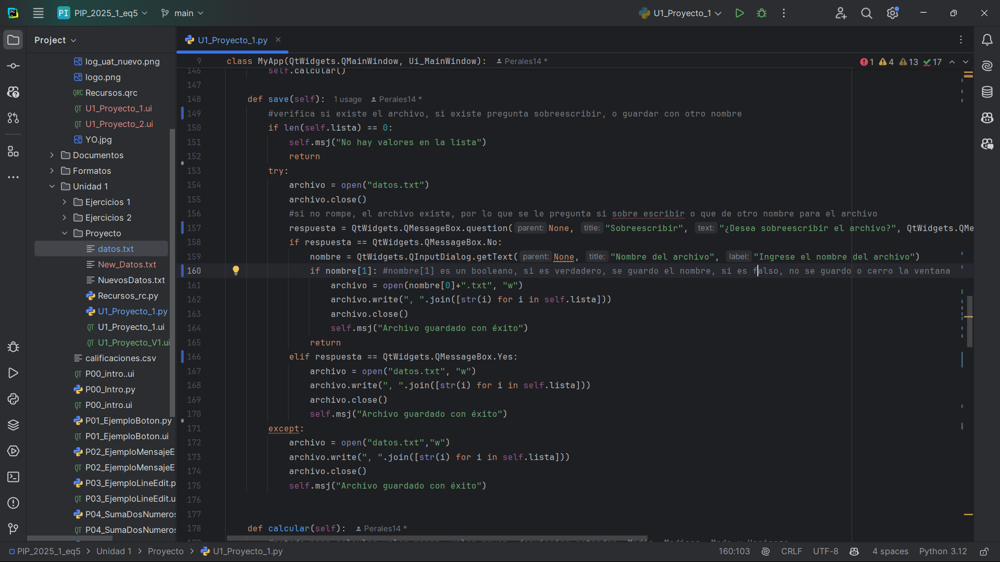 PC
PI PIP_2025_1_eq5 main U1_Proyecto_1
Project
U1_Proyecto_1.py
log_uat_nuevo.png
logo.png
QRC Recursos.qrc
QT U1_Proyecto_1.ui
QT U1_Proyecto_2.ui
YO.jpg
Documentos
Formatos
Unidad 1
Ejercicios 1
Ejercicios 2
Proyecto
datos.txt
New_Datos.txt
NuevosDatos.txt
Recursos_rc.py
U1_Proyecto_1.py
QT U1_Proyecto_1.ui
QT U1_Proyecto_V1.ui
calificaciones.csv
QT P00_intro..ui
P00_Intro.py
QT P00_intro.ui
P01_EjemploBoton.py
QT P01_EjemploBoton.ui
P02_EjemploMensajeE
QT P02_EjemploMensajeE
P03_EjemploLineEdit.p
QT P03_EjemploLineEdit.u
P04_SumaDosNumeros
QT P04_SumaDosNumeros
9 class MyApp(QtWidgets.QMainWindow, Ui_MainWindow): Perales14 *
1 4 13 17
146 self.calcular()
147
148 def save(self): 1 usage Perales14 *
149 #verifica si existe el archivo, si existe pregunta sobreescribir, o guardar con otro nombre
150 if len(self.lista) == 0:
151 self.msj("No hay valores en la lista")
152 return
153 try:
154 archivo = open("datos.txt")
155 archivo.close()
156 #si no rompe, el archivo existe, por lo que se le pregunta si sobre escribir o que de otro nombre para el archivo
157 respuesta = QtWidgets.QMessageBox.question( parent: None, title: "Sobreescribir", text: "¿Desea sobreescribir el archivo?", QtWidgets.QMe
158 if respuesta == QtWidgets.QMessageBox.No:
159 nombre = QtWidgets.QInputDialog.getText( parent: None, title: "Nombre del archivo", label: "Ingrese el nombre del archivo")
160 if nombre[1]: #nombre[1] es un booleano, si es verdadero, se guardo el nombre, si es falso, no se guardo o cerro la ventana
161 archivo = open(nombre[0]+".txt", "w")
162 archivo.write(", ".join([str(i) for i in self.lista]))
163 archivo.close()
164 self.msj("Archivo guardado con éxito")
165 return
166 elif respuesta == QtWidgets.QMessageBox.Yes:
167 archivo = open("datos.txt", "w")
168 archivo.write(", ".join([str(i) for i in self.lista]))
169 archivo.close()
170 self.msj("Archivo guardado con éxito")
171 except:
172 archivo = open("datos.txt","w")
173 archivo.write(", ".join([str(i) for i in self.lista]))
174 archivo.close()
175 self.msj("Archivo guardado con éxito")
176
177
178 def calcular(self): Perales14 *
PIP_2025_1_eq5 > Unidad 1 > Proyecto > U1_Proyecto_1.py
160:103 CRLF UTF-8 4 spaces Python 3.12